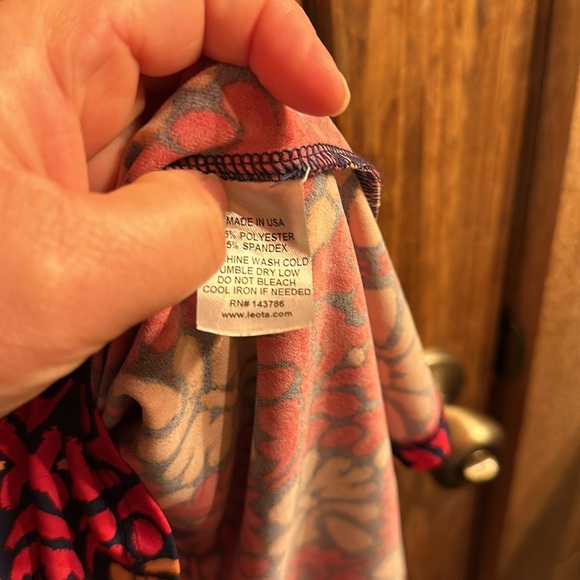 MADE IN USA
5% POLYESTER
5% SPANDEX
HINE WASH COLD
UMBLE DRY LOW
DO NOT BLEACH
COOL IRON IF NEEDED
RN# 143786
www.leota.com